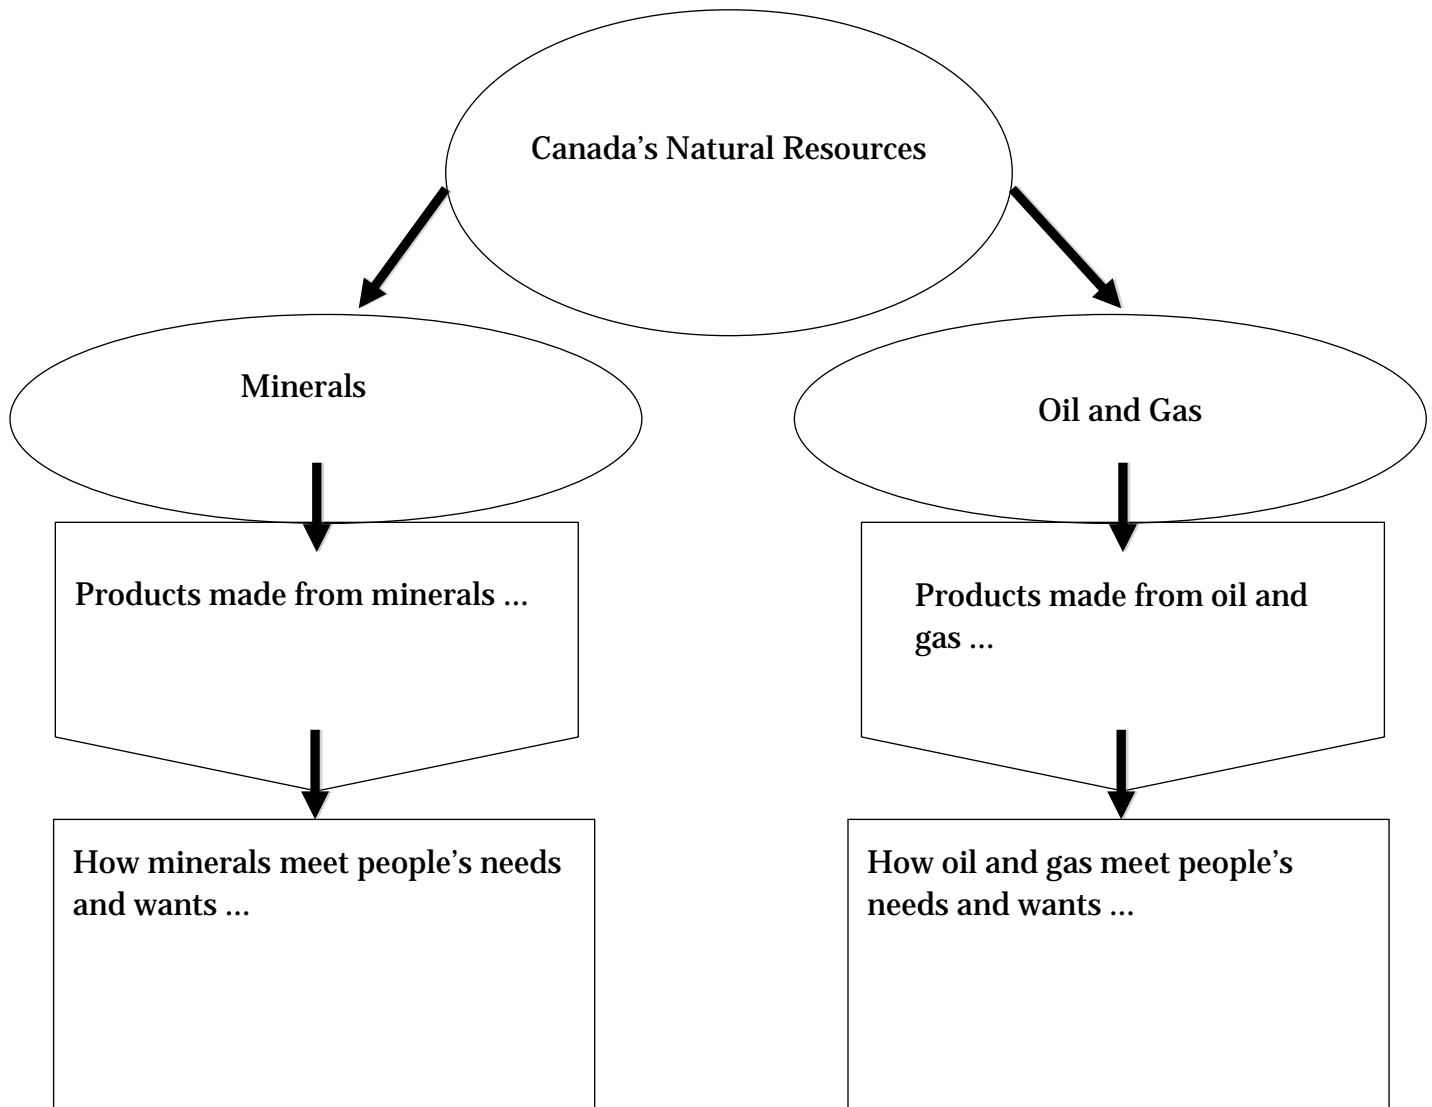 Canada’s Natural Resources
Minerals
Oil and Gas
Products made from minerals ...
Products made from oil and
gas ...
How minerals meet people’s needs
and wants ...
How oil and gas meet people’s
needs and wants ...